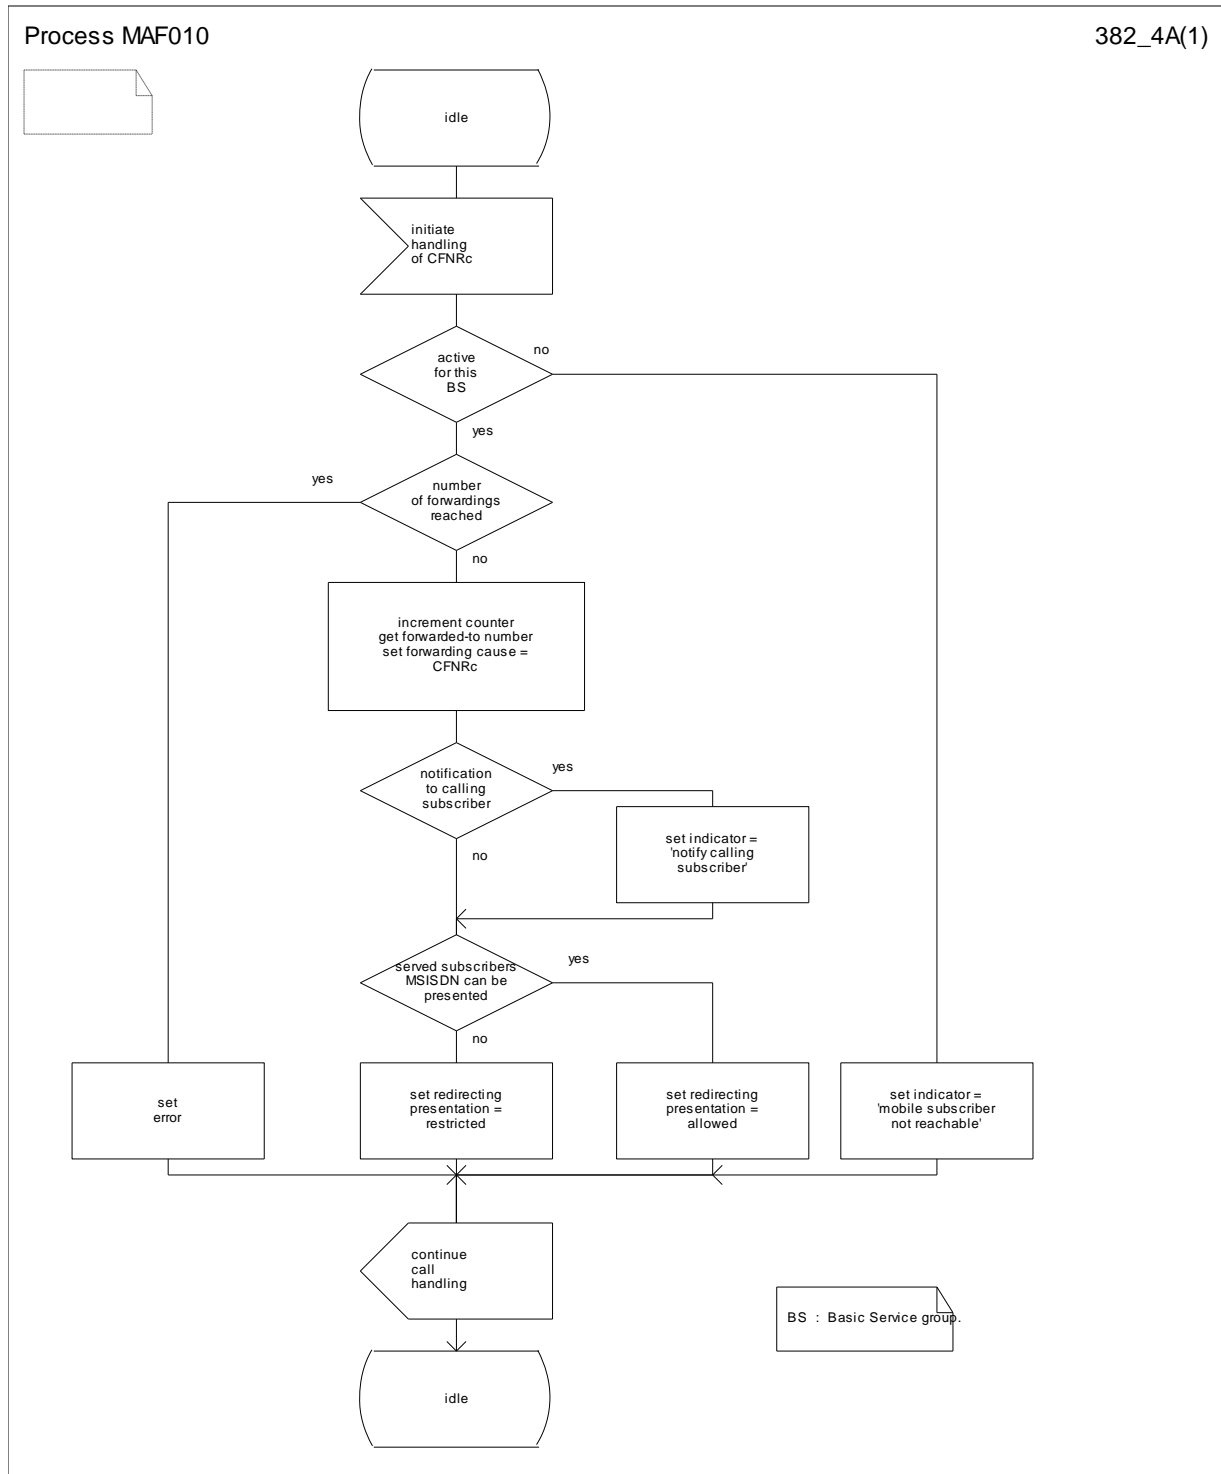 Process MAF010
382_4A(1)
idle
initiate
handling
of CFNRc
active
for this
BS
no
yes
number
of forwardings
reached
yes
no
increment counter
get forwarded-to number
set forwarding cause =
CFNRc
notification
to calling
subscriber
yes
no
set indicator =
'notify calling
subscriber'
served subscribers
MSISDN can be
presented
yes
no
set
error
set redirecting
presentation =
restricted
set redirecting
presentation =
allowed
set indicator =
'mobile subscriber
not reachable'
continue
call
handling
BS : Basic Service group.
idle